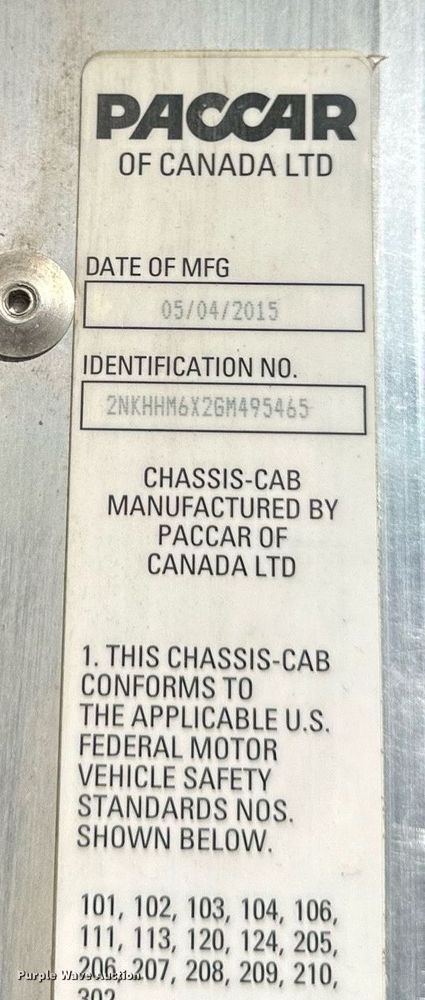 PACCAR
OF CANADA LTD
DATE OF MFG
05/04/2015
IDENTIFICATION NO.
2NKHHM6X2GM495465
CHASSIS-CAB
MANUFACTURED BY
PACCAR OF
CANADA LTD
1. THIS CHASSIS-CAB
CONFORMS TO
THE APPLICABLE U.S.
FEDERAL MOTOR
VEHICLE SAFETY
STANDARDS NOS.
SHOWN BELOW.
101, 102, 103, 104, 106,
111, 113, 120, 124, 205,
206, 207, 208, 209, 210,
302
Purple Wave Auction